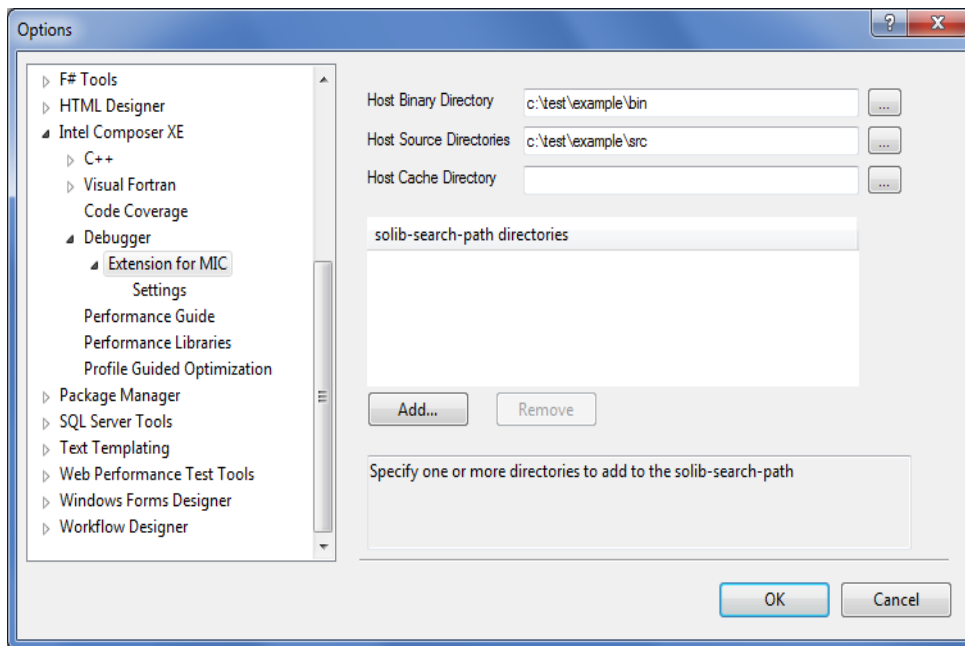 Options
F# Tools
HTML Designer
Intel Composer XE
C++
Visual Fortran
Code Coverage
Debugger
Extension for MIC
Settings
Performance Guide
Performance Libraries
Profile Guided Optimization
Package Manager
SQL Server Tools
Text Templating
Web Performance Test Tools
Windows Forms Designer
Workflow Designer
Host Binary Directory c:\test\example\bin ...
Host Source Directories c:\test\example\src ...
Host Cache Directory ...
solib-search-path directories
Add... Remove
Specify one or more directories to add to the solib-search-path
OK Cancel